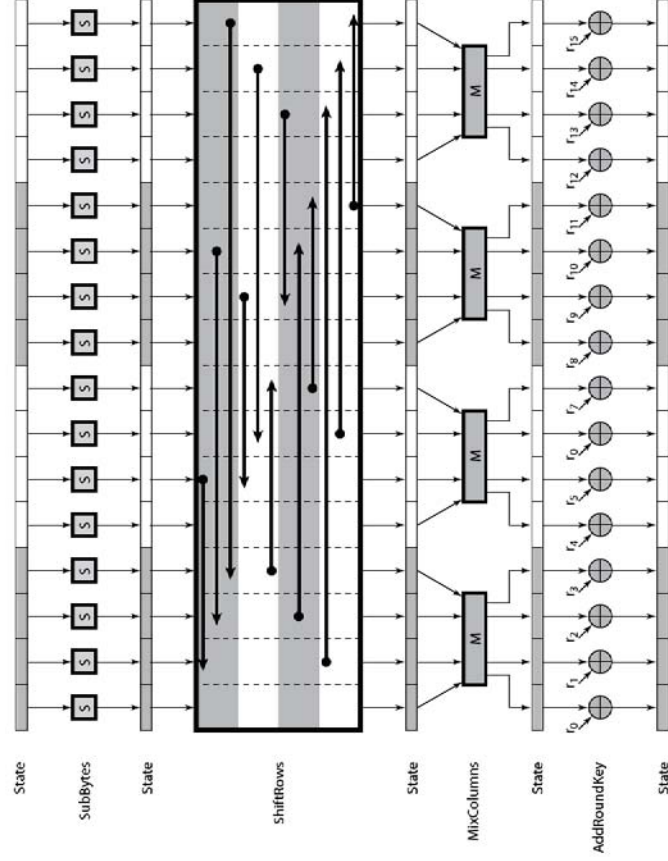 State
SubBytes
S S S S S S S S S S S S S S S S
State
ShiftRows
State
MixColumns
M M M M
State
r₀ r₁ r₂ r₃ r₄ r₅ r₀ r₇ r₈ r₉ r₁₀ r₁₁ r₁₂ r₁₃ r₁₄ r₁₅
AddRoundKey
State